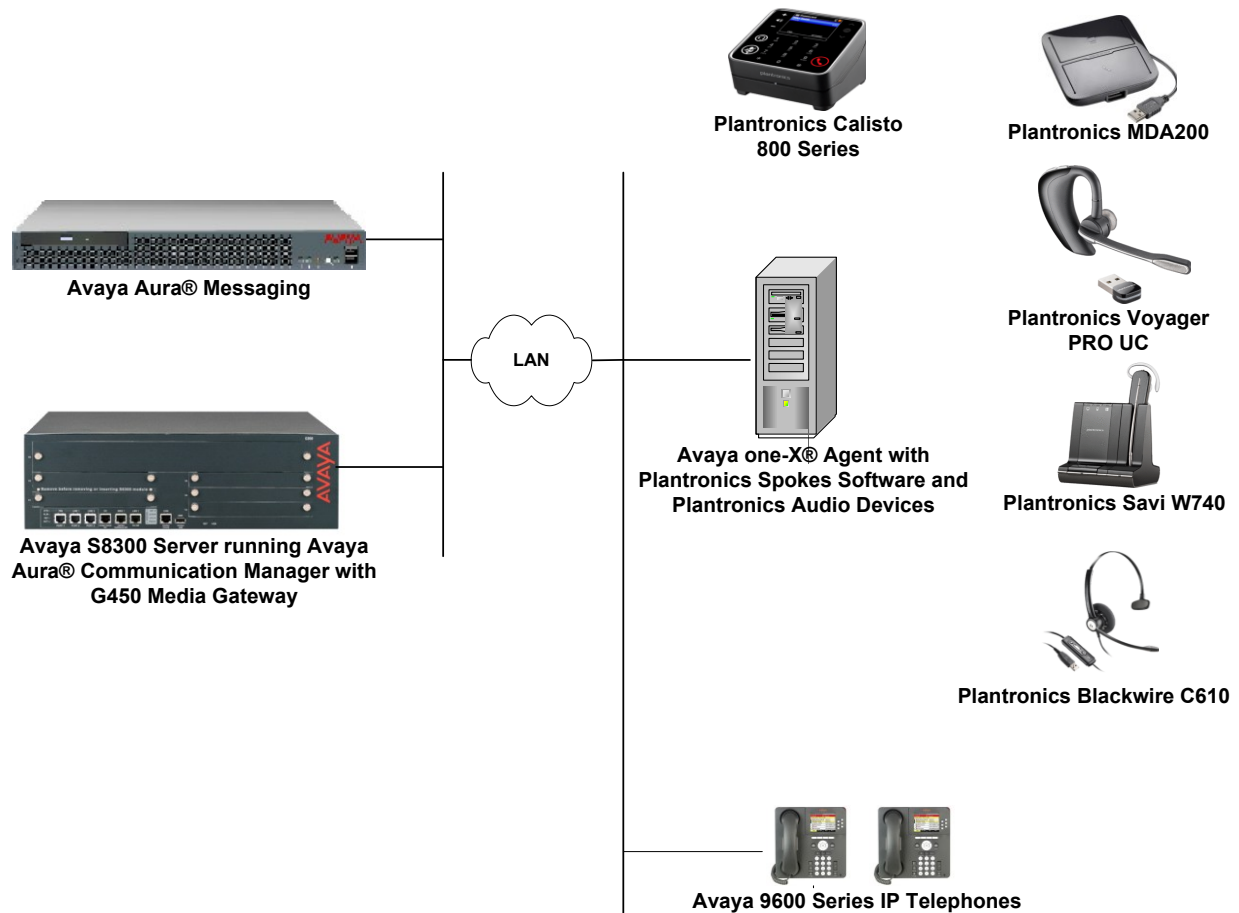 Plantronics Calisto
800 Series
Plantronics MDA200
Avaya Aura® Messaging
AVAYA
Plantronics Voyager
PRO UC
LAN
Avaya one-X® Agent with
Plantronics Spokes Software and
Plantronics Audio Devices
Plantronics Savi W740
Avaya S8300 Server running Avaya
Aura® Communication Manager with
G450 Media Gateway
Plantronics Blackwire C610
Avaya 9600 Series IP Telephones